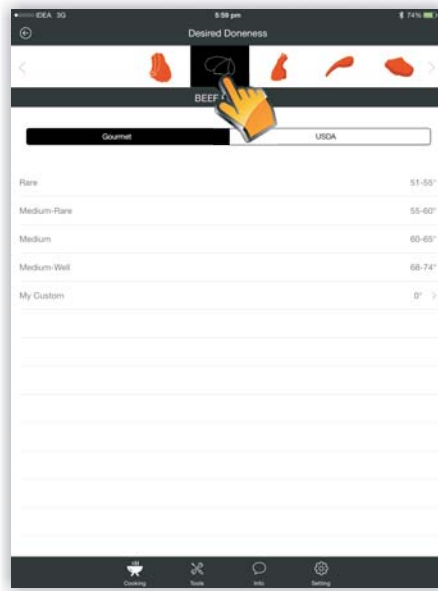 IDEA 3G 5:59 pm 74%
Desired Doneness
BEEF
Gourmet USDA
Rare 51-55°
Medium-Rare 55-60°
Medium 60-65°
Medium-Well 68-74°
My Custom 0°
Cooking Tools Info Setting